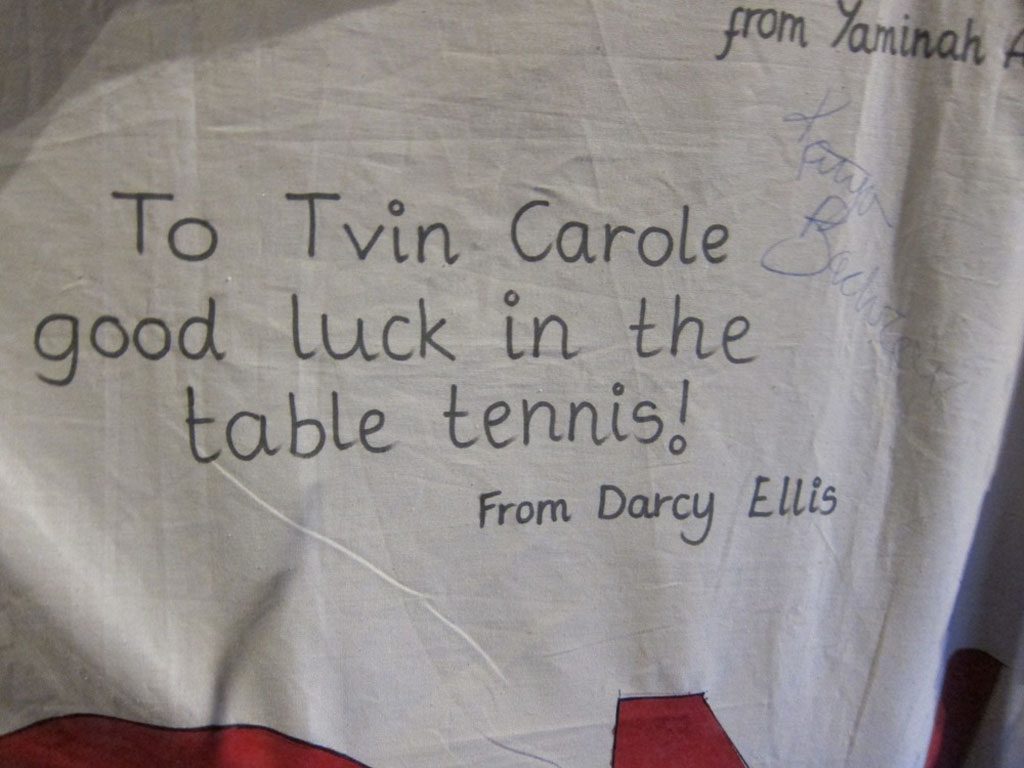 from Yaminah A
To Tvin Carole
good luck in the
table tennis!
From Darcy Ellis